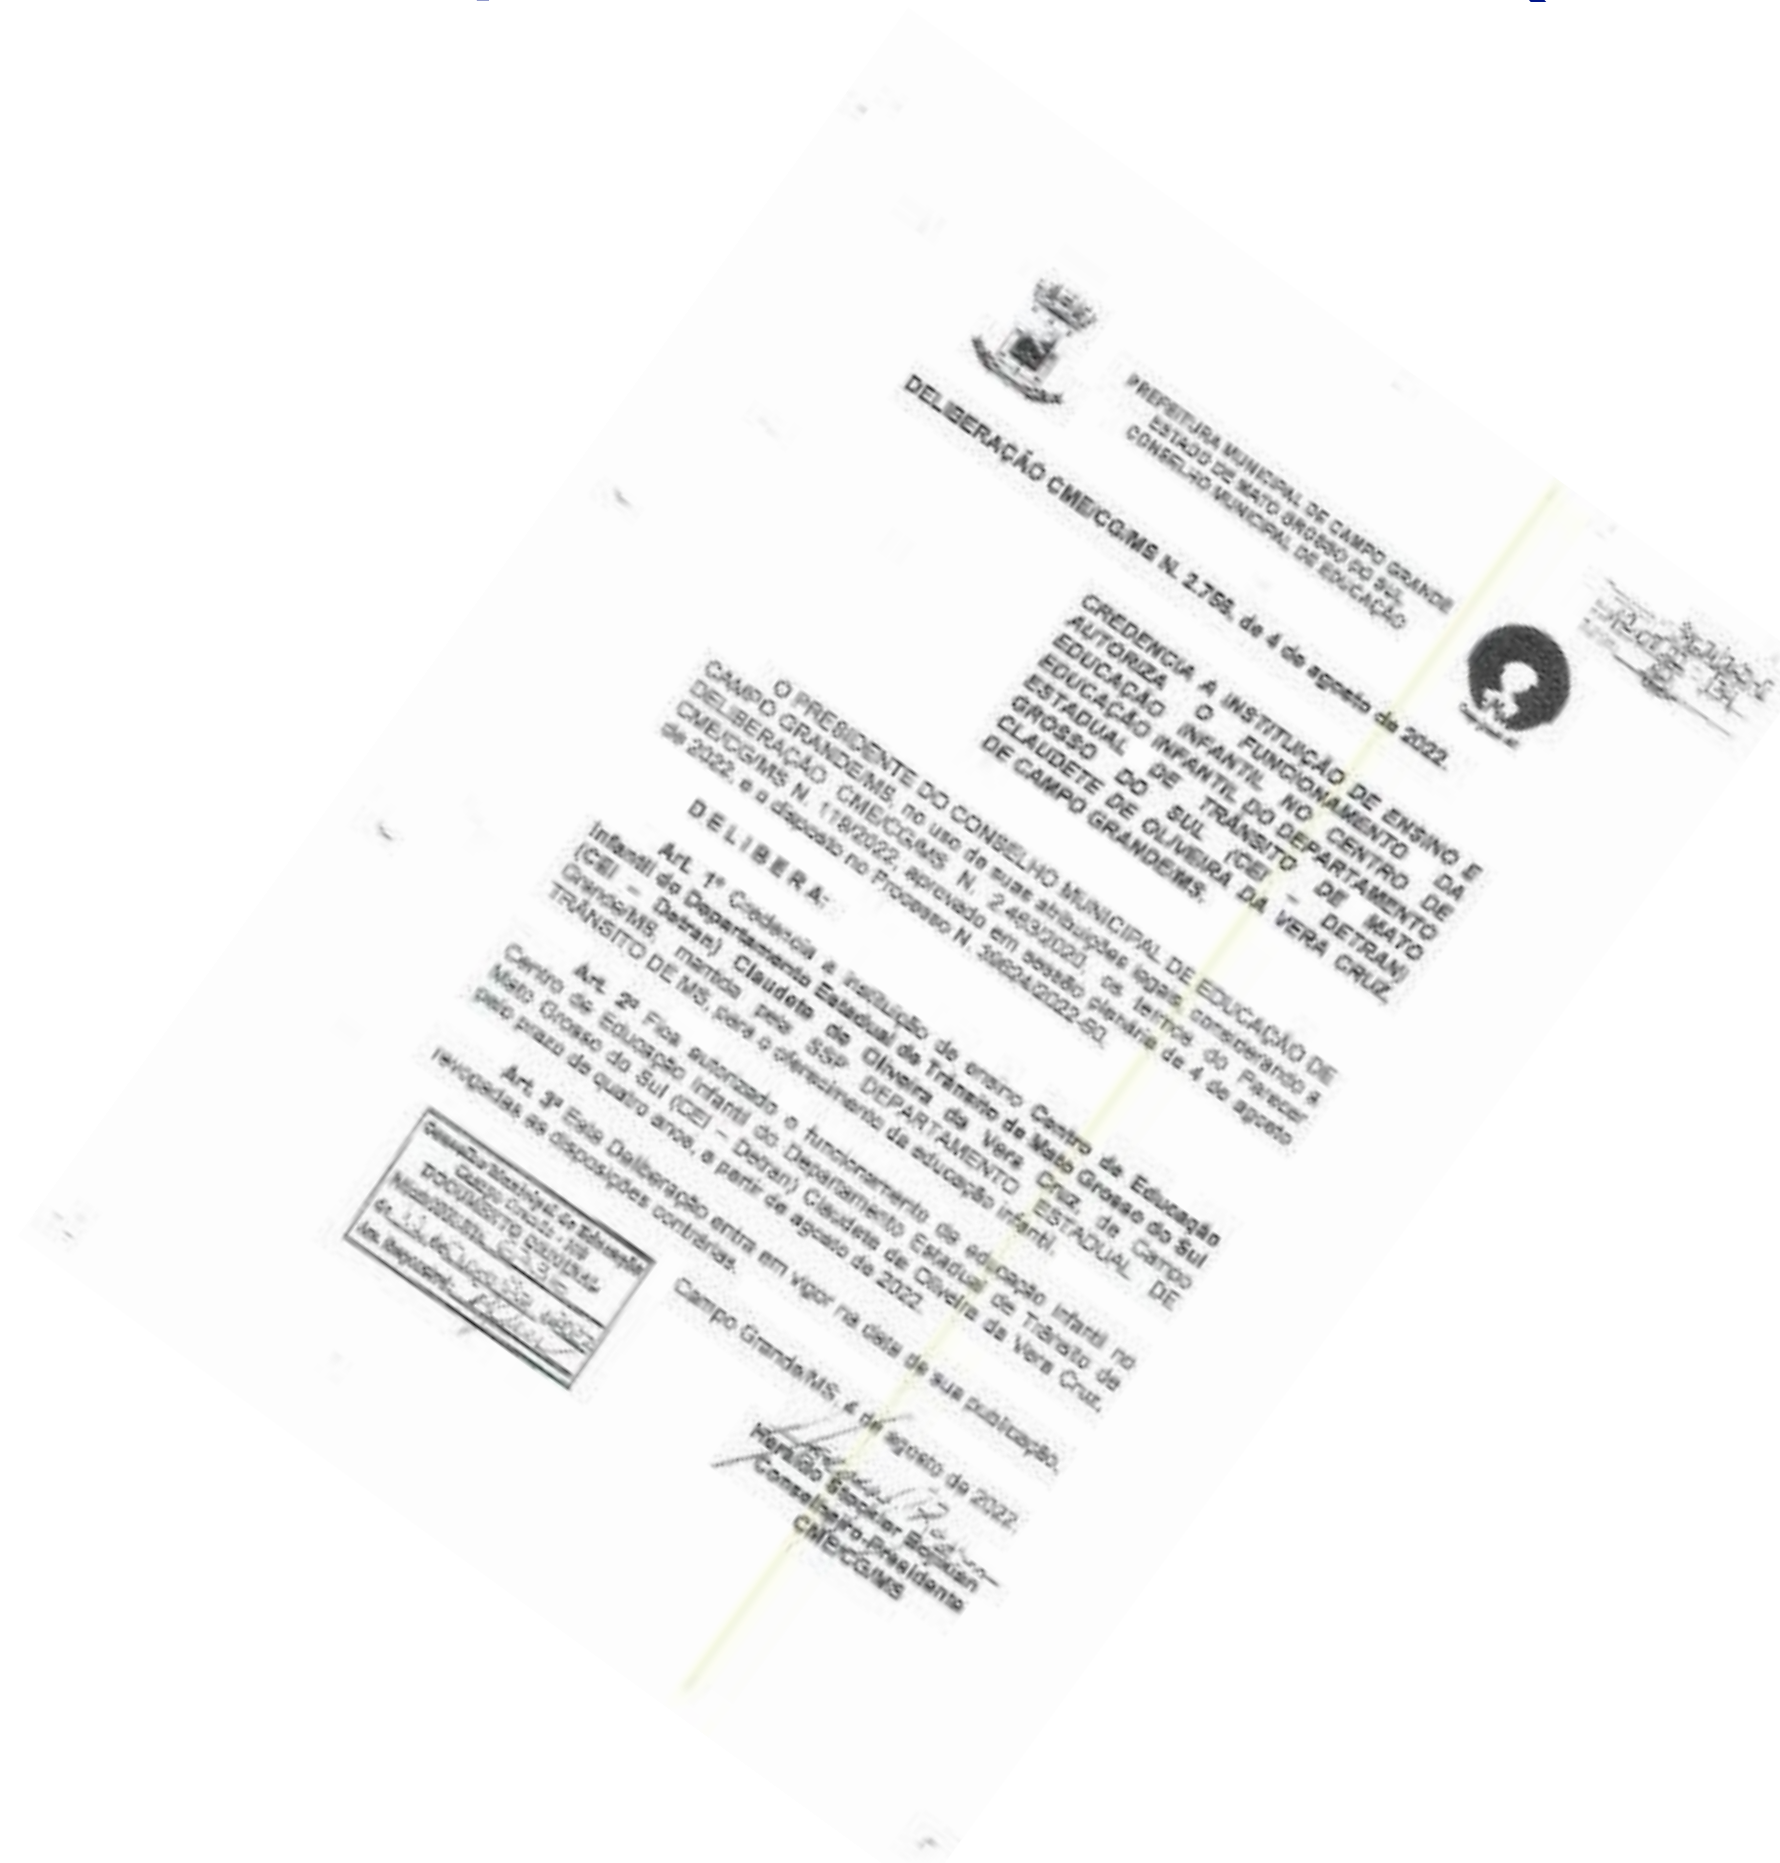 PREFEITURA MUNICIPAL DE CAMPO GRANDE
ESTADO DE MATO GROSSO DO SUL
CONSELHO MUNICIPAL DE EDUCAÇÃO
DELIBERAÇÃO CME/CG/MS N. 2.756, de 4 de agosto de 2022.
CREDENCIA A INSTITUIÇÃO DE ENSINO E
AUTORIZA O FUNCIONAMENTO DA
EDUCAÇÃO INFANTIL NO CENTRO DE
EDUCAÇÃO INFANTIL DO DEPARTAMENTO
ESTADUAL DE TRÂNSITO DE MATO
GROSSO DO SUL (CEI – DETRAN)
CLAUDETE DE OLIVEIRA DA VERA CRUZ,
DE CAMPO GRANDE/MS.
O PRESIDENTE DO CONSELHO MUNICIPAL DE EDUCAÇÃO DE
CAMPO GRANDE/MS, no uso de suas atribuições legais, considerando a
DELIBERAÇÃO CME/CG/MS N. 2.463/2020, os termos do Parecer
CME/CG/MS N. 118/2022, aprovado em sessão plenária de 4 de agosto
de 2022, e o disposto no Processo N.
D E L I B E R A:
Art. 1º Credencia a instituição de ensino Centro de Educação
Infantil do Departamento Estadual de Trânsito de Mato Grosso do Sul
(CEI – Detran) Claudete de Oliveira da Vera Cruz, de Campo
Grande/MS, mantida pelo SSP DEPARTAMENTO ESTADUAL DE
TRÂNSITO DE MS, para o oferecimento da educação infantil.
Art. 2º Fica autorizado o funcionamento da educação infantil no
Centro de Educação Infantil do Departamento Estadual de Trânsito de
Mato Grosso do Sul (CEI – Detran) Claudete de Oliveira da Vera Cruz,
pelo prazo de quatro anos, a partir de agosto de 2022.
Art. 3º Esta Deliberação entra em vigor na data de sua publicação,
revogadas as disposições contrárias.
Campo Grande/MS, 4 de agosto de 2022.
Conselheiro-Presidente
CME/CG/MS
Conselho Municipal de Educação
Campo Grande - MS